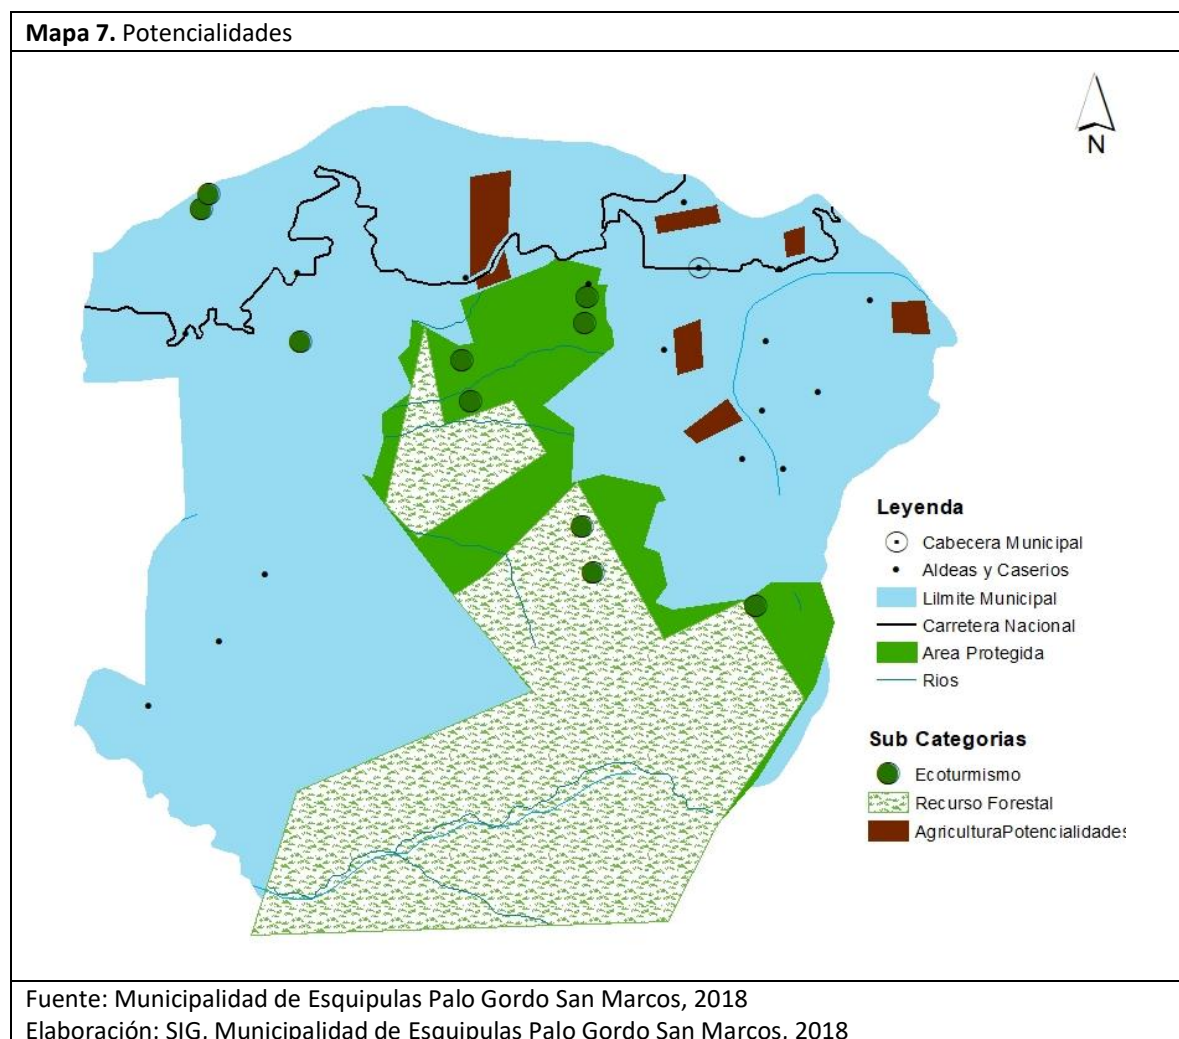 Mapa 7. Potencialidades
N
Leyenda
Cabecera Municipal
Aldeas y Caserios
Lilmite Municipal
Carretera Nacional
Area Protegida
Rios
Sub Categorias
Ecoturmismo
Recurso Forestal
AgriculturaPotencialidades
Fuente: Municipalidad de Esquipulas Palo Gordo San Marcos, 2018
Elaboración: SIG. Municipalidad de Esquipulas Palo Gordo San Marcos. 2018